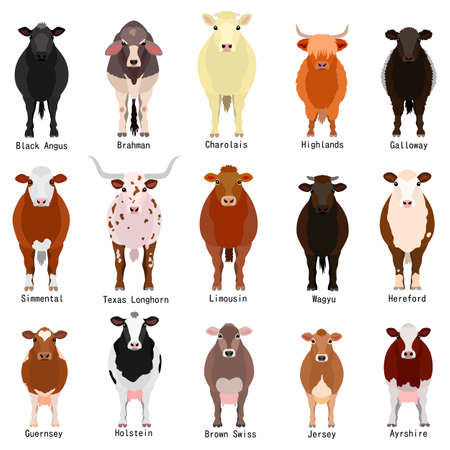 Black Angus
Brahman
Charolais
Highlands
Galloway
Simmental
Texas Longhorn
Limousin
Wagyu
Hereford
Guernsey
Holstein
Brown Swiss
Jersey
Ayrshire